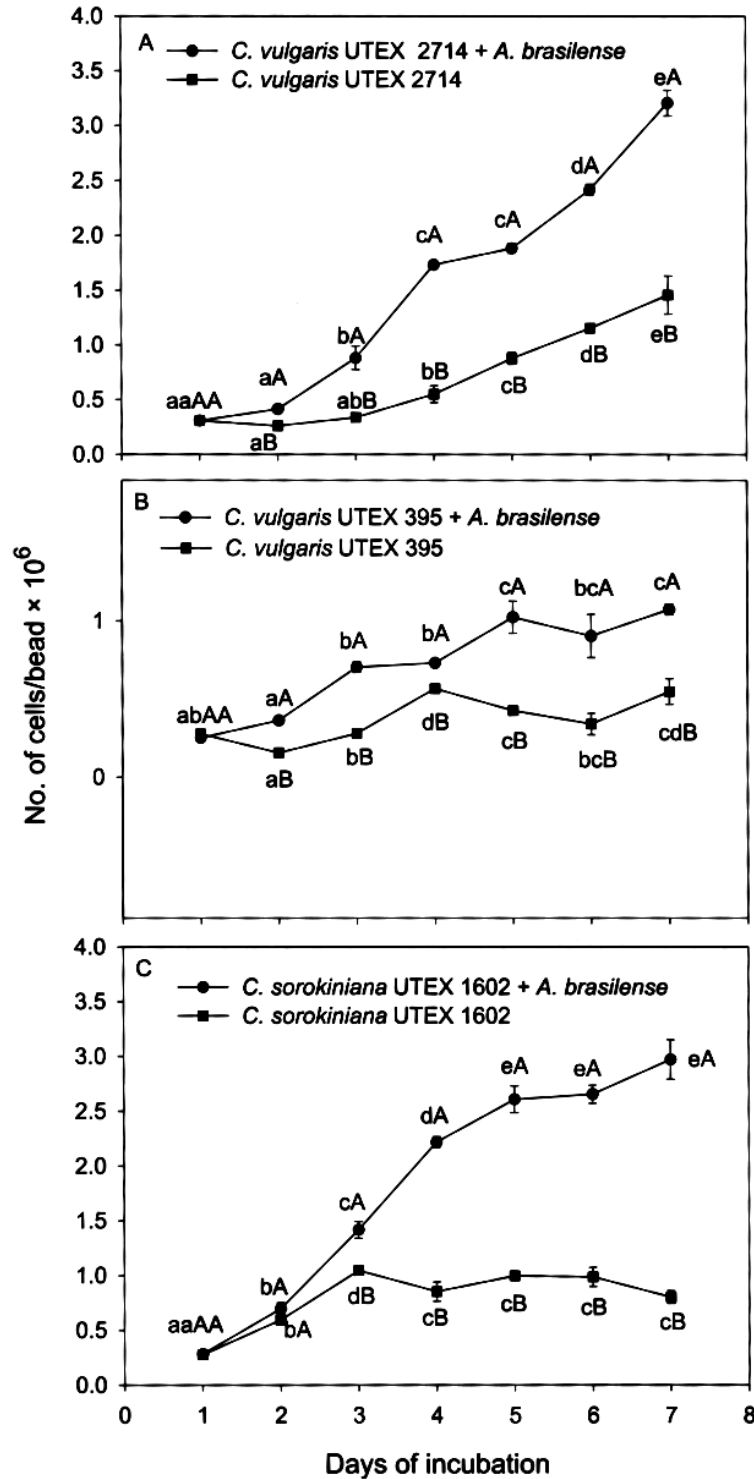 No. of cells/bead × 10⁶
A
C. vulgaris UTEX 2714 + A. brasilense
C. vulgaris UTEX 2714
4.0
3.5
3.0
2.5
2.0
1.5
1.0
0.5
0.0
aaAA
aA
bA
cA
cA
dA
eA
aB
abB
bB
cB
dB
eB
B
C. vulgaris UTEX 395 + A. brasilense
C. vulgaris UTEX 395
1
0
abAA
aA
bA
bA
cA
bcA
cA
aB
bB
dB
cB
bcB
cdB
C
C. sorokiniana UTEX 1602 + A. brasilense
C. sorokiniana UTEX 1602
4.0
3.5
3.0
2.5
2.0
1.5
1.0
0.5
0.0
aaAA
bA
cA
dA
eA
eA
eA
bA
dB
cB
cB
cB
cB
0 1 2 3 4 5 6 7 8
Days of incubation